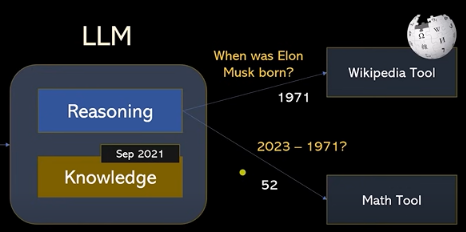 LLM
When was Elon
Musk born?
Wikipedia Tool
Reasoning
1971
Sep 2021
2023 – 1971?
Knowledge
52
Math Tool